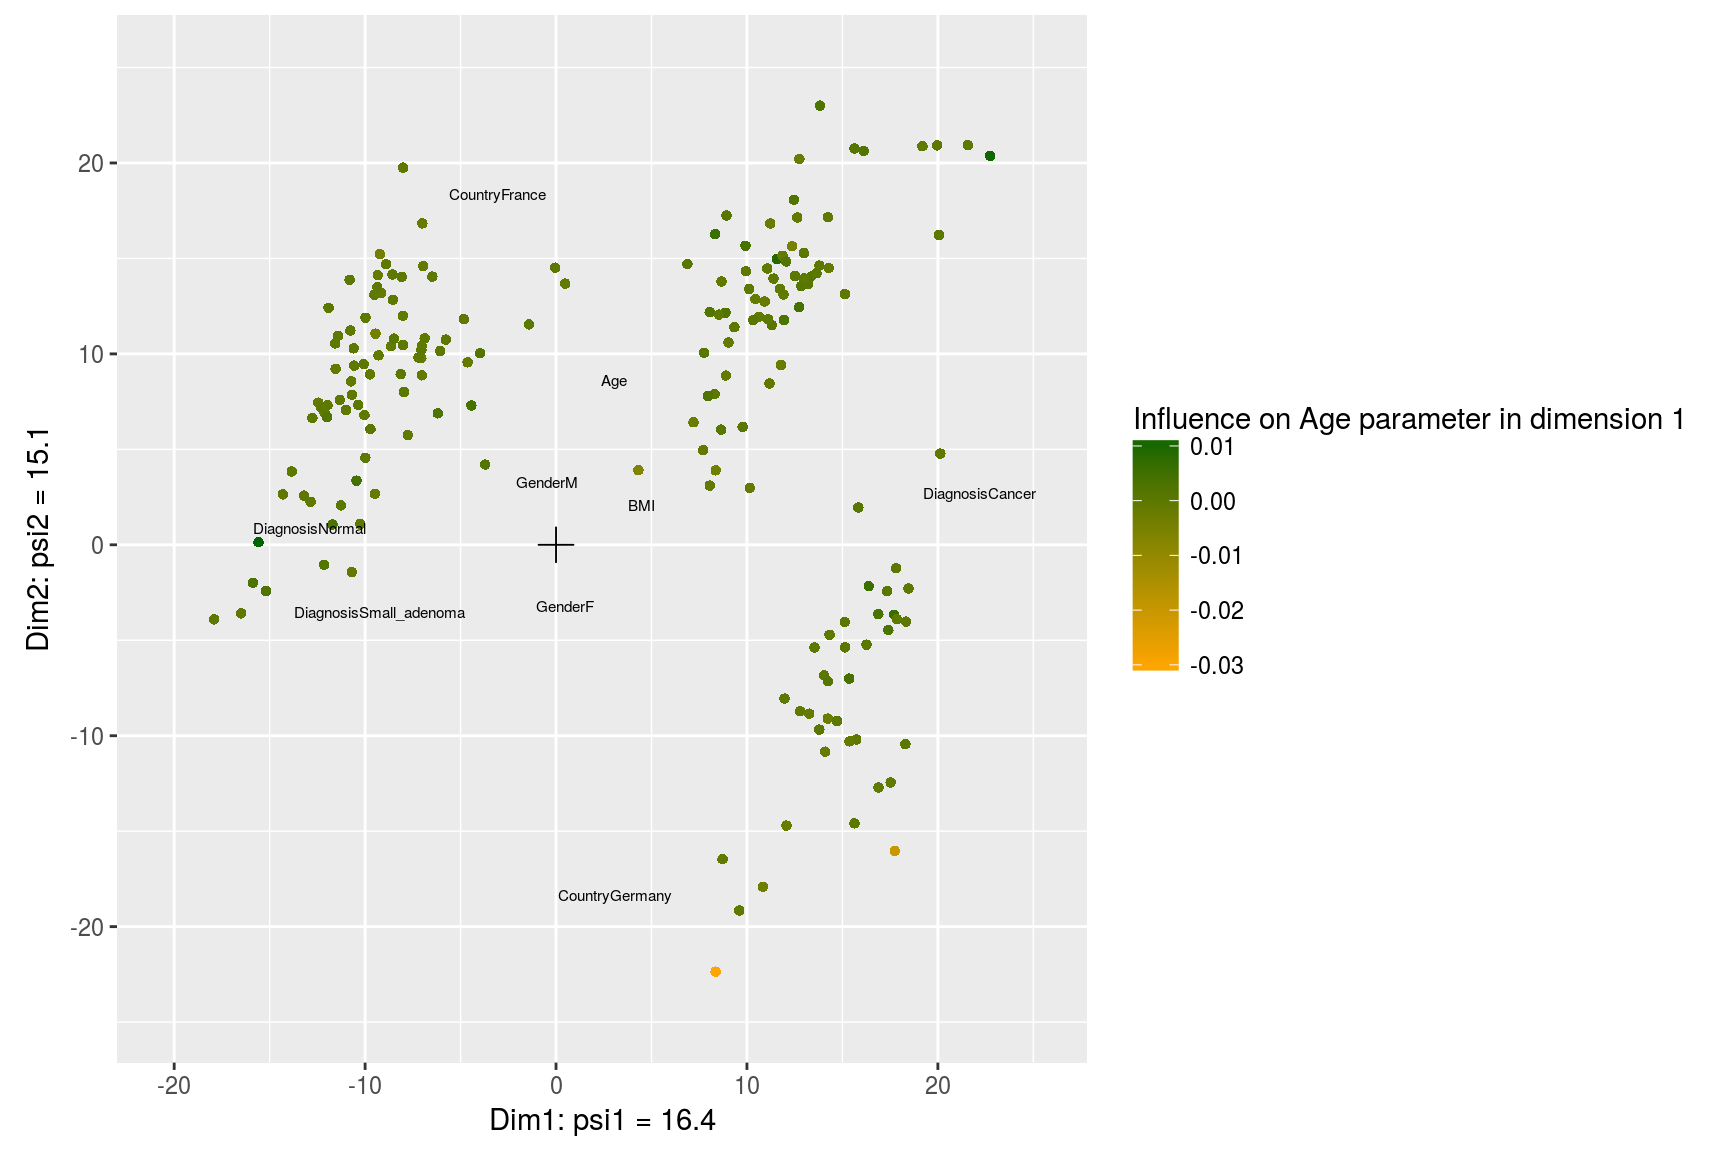 CountryFrance
Age
GenderM
BMI
DiagnosisCancer
DiagnosisNormal
DiagnosisSmall_adenoma
GenderF
CountryGermany
20
10
0
-10
-20
Dim2: psi2 = 15.1
-20
-10
0
10
20
Dim1: psi1 = 16.4
Influence on Age parameter in dimension 1
0.01
0.00
-0.01
-0.02
-0.03